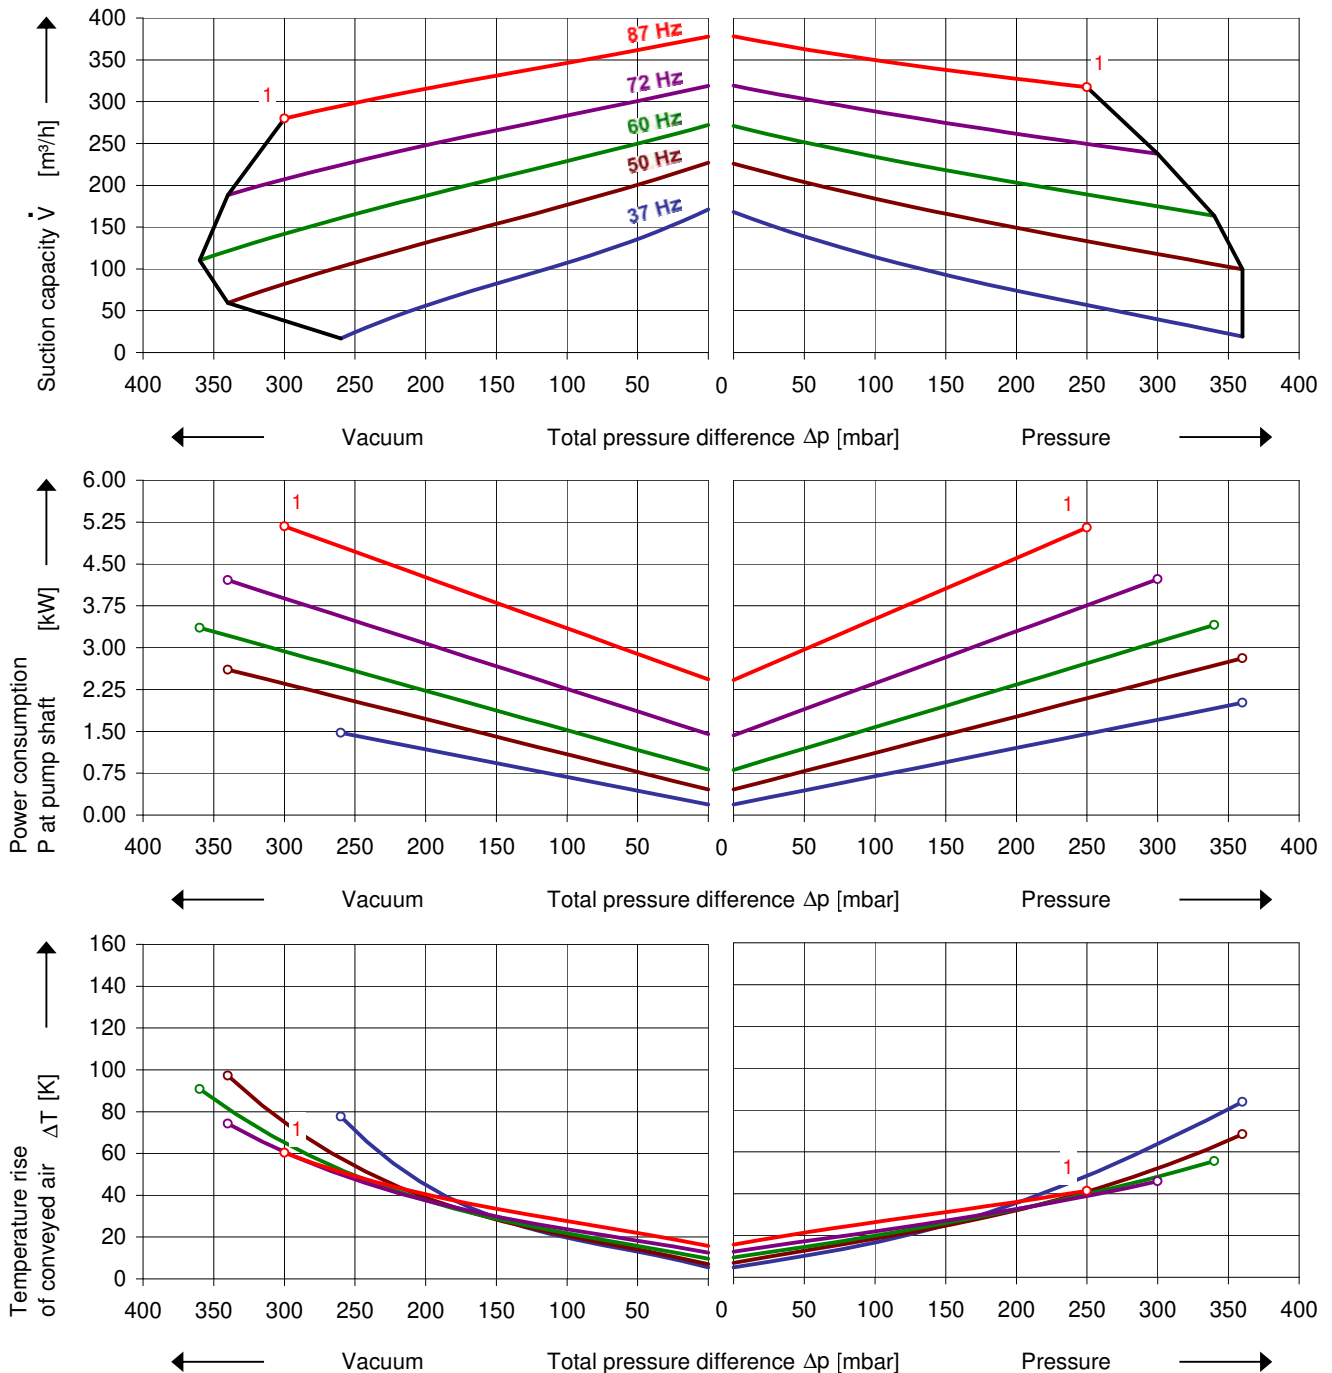 Suction capacity V̇ [m³/h]
400
350
300
250
200
150
100
50
0
87 Hz
72 Hz
60 Hz
50 Hz
37 Hz
1
1
400 350 300 250 200 150 100 50 0 50 100 150 200 250 300 350 400
Vacuum Total pressure difference Δp [mbar] Pressure
Power consumption
P at pump shaft [kW]
6.00
5.25
4.50
3.75
3.00
2.25
1.50
0.75
0.00
1
1
400 350 300 250 200 150 100 50 0 50 100 150 200 250 300 350 400
Vacuum Total pressure difference Δp [mbar] Pressure
Temperature rise
of conveyed air ΔT [K]
160
140
120
100
80
60
40
20
0
1
1
400 350 300 250 200 150 100 50 0 50 100 150 200 250 300 350 400
Vacuum Total pressure difference Δp [mbar] Pressure